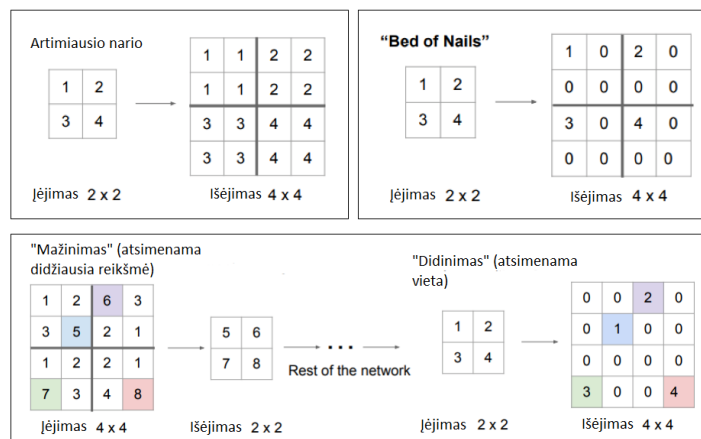 Artimiausio nario
1 2
3 4
1 1 2 2
1 1 2 2
3 3 4 4
3 3 4 4
Įėjimas 2 x 2
Išėjimas 4 x 4
“Bed of Nails”
1 2
3 4
1 0 2 0
0 0 0 0
3 0 4 0
0 0 0 0
Įėjimas 2 x 2
Išėjimas 4 x 4
"Mažinimas" (atsimenama
didžiausia reikšmė)
1 2 6 3
3 5 2 1
1 2 2 1
7 3 4 8
Įėjimas 4 x 4
5 6
7 8
Išėjimas 2 x 2
• • •
Rest of the network
"Didinimas" (atsimenama
vieta)
1 2
3 4
Įėjimas 2 x 2
0 0 2 0
0 1 0 0
0 0 0 0
3 0 0 4
Išėjimas 4 x 4